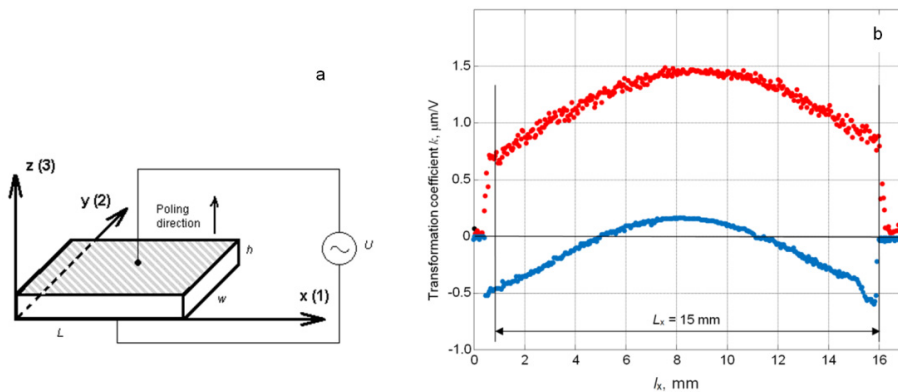 a
z (3)
y (2)
Poling
direction
h
U
w
x (1)
L
b
Transformation coefficient k, μm/V
1.5
1.0
0.5
0
-0.5
-1.0
Lx = 15 mm
0 2 4 6 8 10 12 14 16
lx, mm